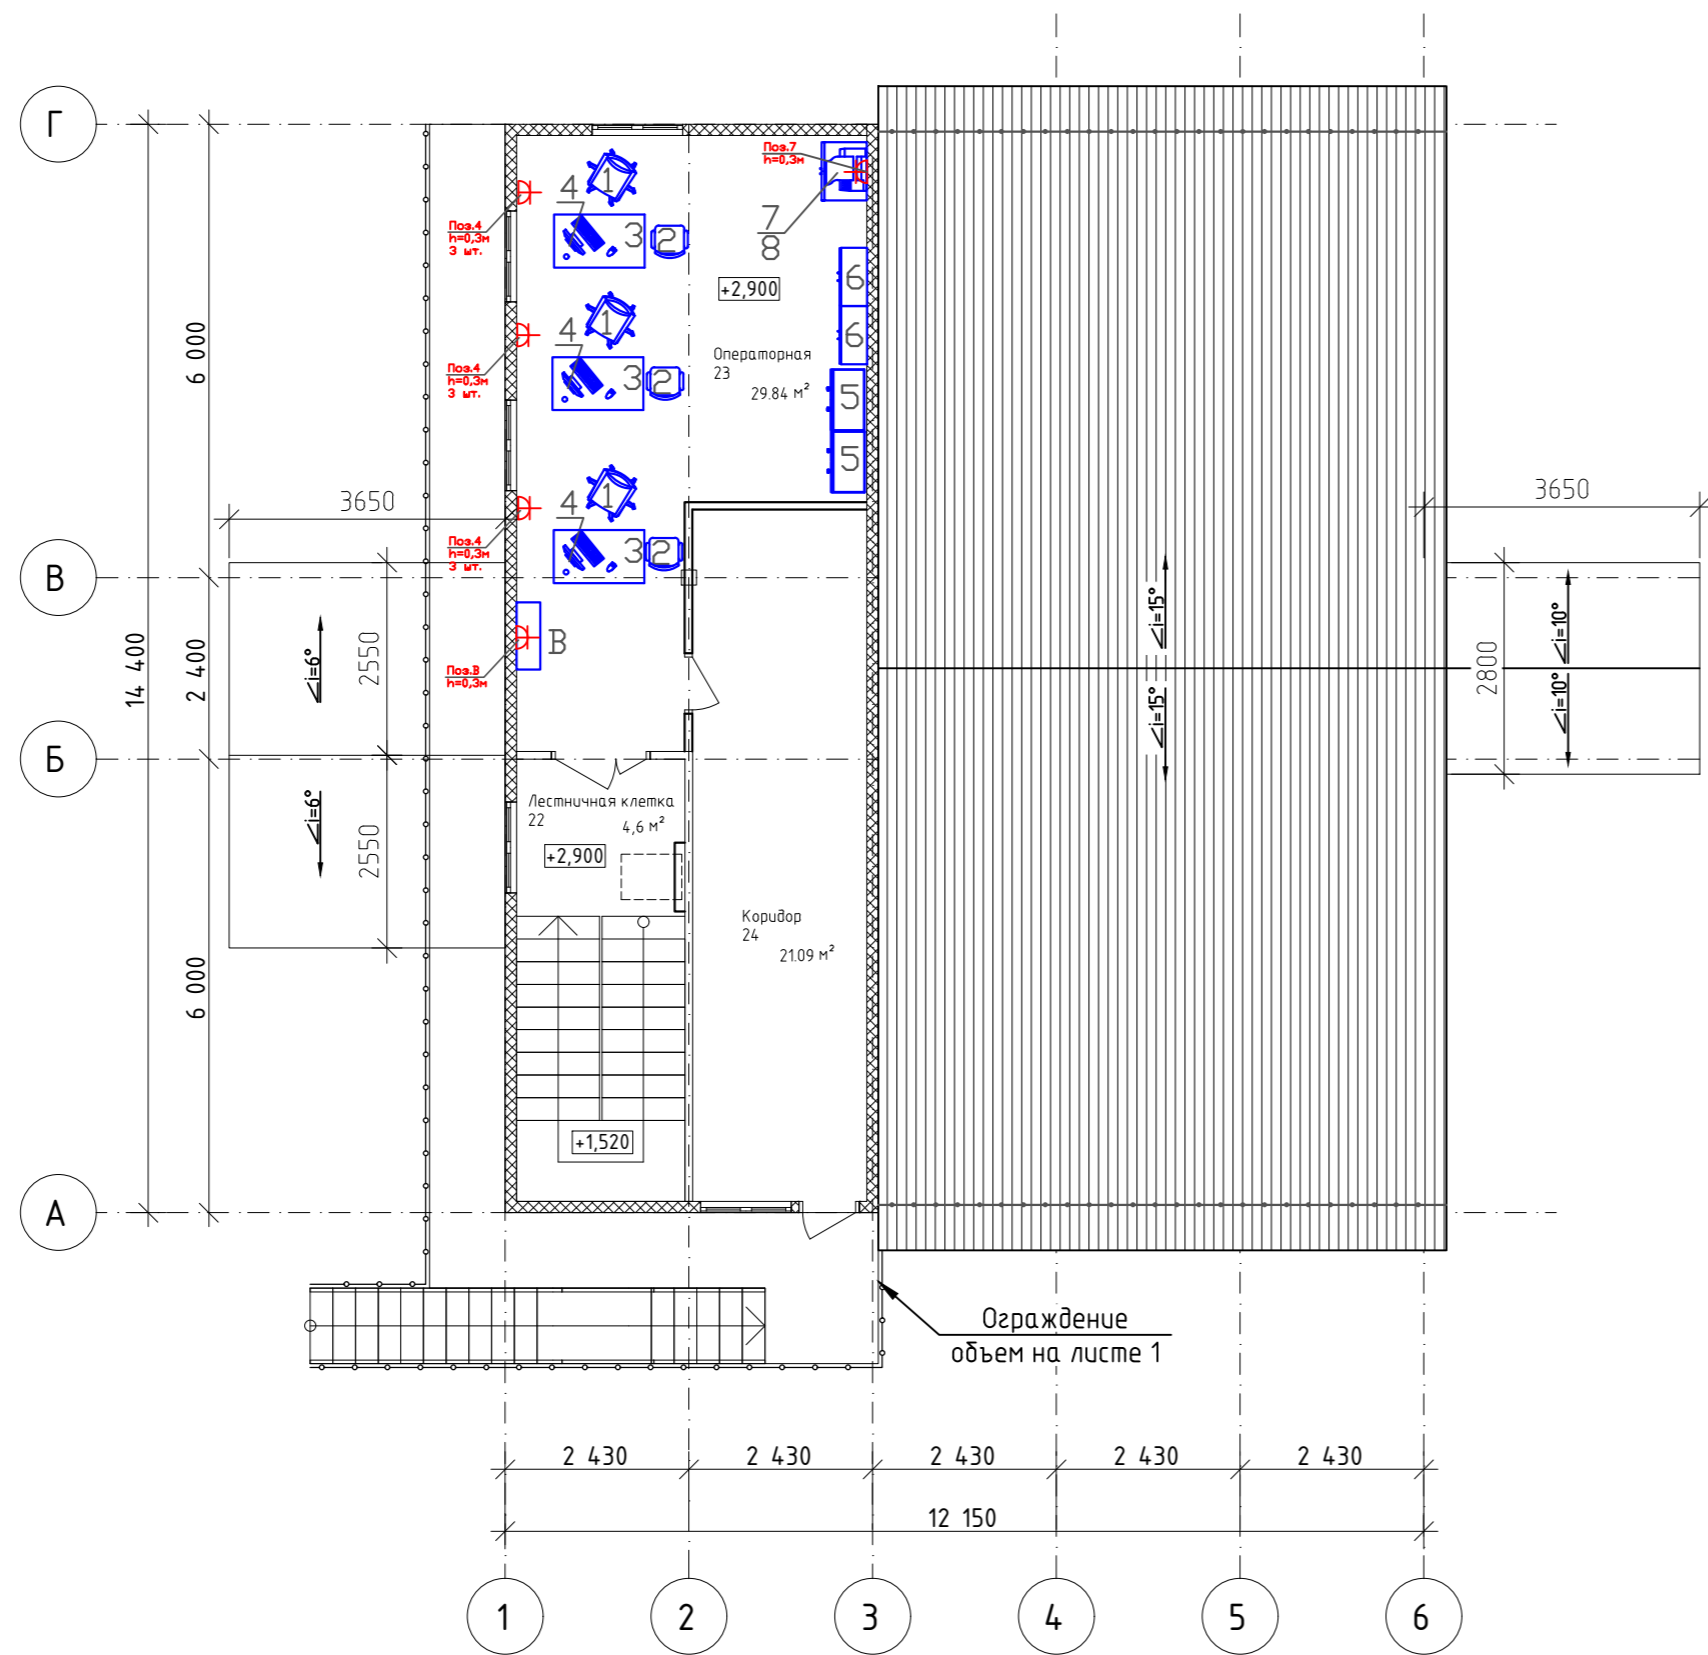 Г
В
Б
А
14 400
6 000
2 400
6 000
3650
2550
2550
∠i=6°
∠i=6°
Поз.4
h=0,3м
3 шт.
Поз.4
h=0,3м
3 шт.
Поз.4
h=0,3м
3 шт.
Поз.В
h=0,3м
Поз.7
h=0,3м
4
1
3
2
4
1
3
2
4
1
3
2
В
7
8
6
6
5
5
+2,900
Операторная
23
29.84 м²
Лестничная клетка
22
4,6 м²
+2,900
Коридор
24
21.09 м²
+1,520
∠i=15°
∠i=15°
3650
2800
∠i=10°
∠i=10°
Ограждение
объем на листе 1
2 430
2 430
2 430
2 430
2 430
12 150
1
2
3
4
5
6